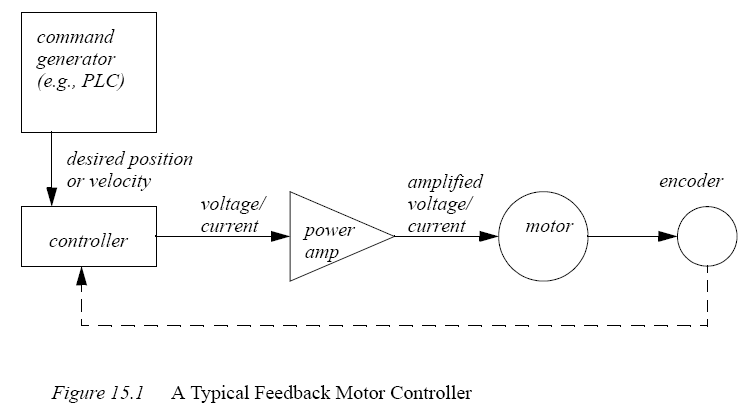 command
generator
(e.g., PLC)
desired position
or velocity
controller
voltage/
current
power
amp
amplified
voltage/
current
motor
encoder
Figure 15.1 A Typical Feedback Motor Controller